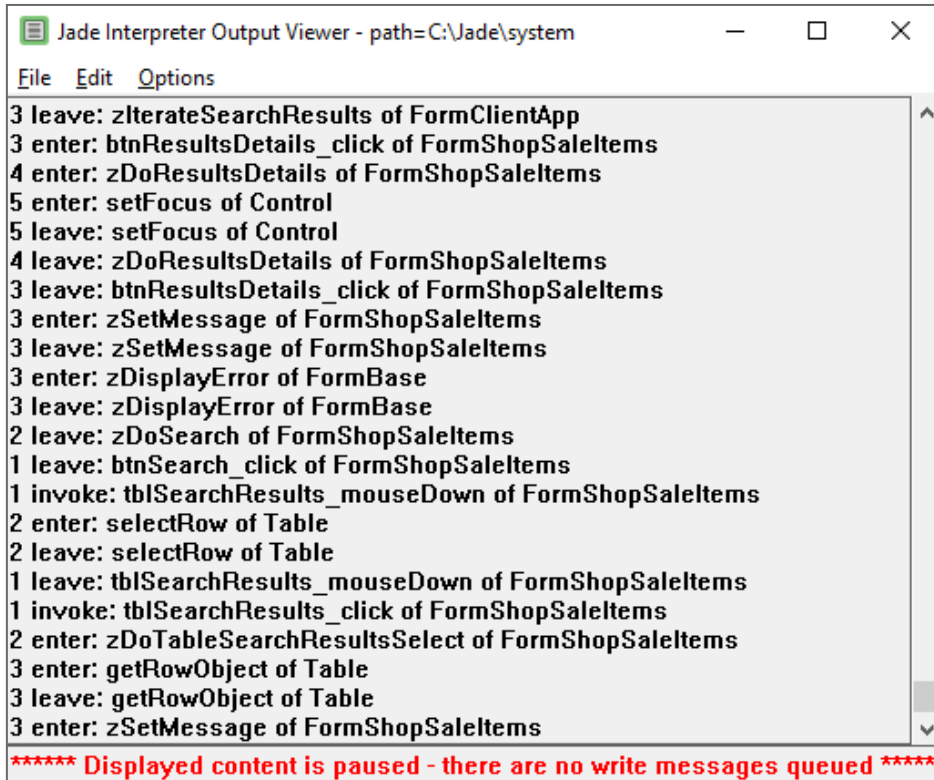 Jade Interpreter Output Viewer - path=C:\Jade\system
File Edit Options
3 leave: zIterateSearchResults of FormClientApp
3 enter: btnResultsDetails_click of FormShopSaleItems
4 enter: zDoResultsDetails of FormShopSaleItems
5 enter: setFocus of Control
5 leave: setFocus of Control
4 leave: zDoResultsDetails of FormShopSaleItems
3 leave: btnResultsDetails_click of FormShopSaleItems
3 enter: zSetMessage of FormShopSaleItems
3 leave: zSetMessage of FormShopSaleItems
3 enter: zDisplayError of FormBase
3 leave: zDisplayError of FormBase
2 leave: zDoSearch of FormShopSaleItems
1 leave: btnSearch_click of FormShopSaleItems
1 invoke: tblSearchResults_mouseDown of FormShopSaleItems
2 enter: selectRow of Table
2 leave: selectRow of Table
1 leave: tblSearchResults_mouseDown of FormShopSaleItems
1 invoke: tblSearchResults_click of FormShopSaleItems
2 enter: zDoTableSearchResultsSelect of FormShopSaleItems
3 enter: getRowObject of Table
3 leave: getRowObject of Table
3 enter: zSetMessage of FormShopSaleItems
****** Displayed content is paused - there are no write messages queued *****